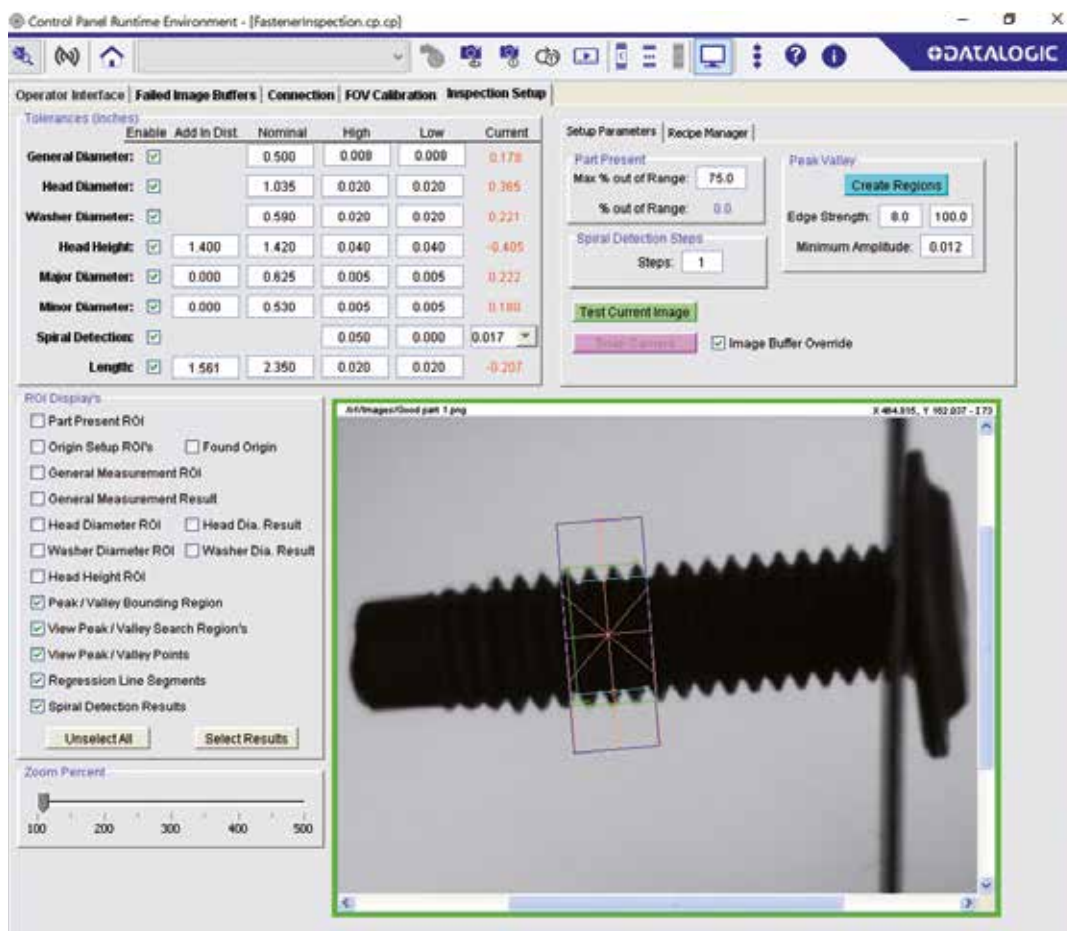 Control Panel Runtime Environment - [FastenerInspection.cp.cp]
DATALOGIC
Operator Interface Failed Image Buffers Connection FOV Calibration Inspection Setup
Tolerances (Inches)
Enable Add In Dist. Nominal High Low Current
General Diameter: 0.500 0.008 0.008 0.178
Head Diameter: 1.035 0.020 0.020 0.365
Washer Diameter: 0.590 0.020 0.020 0.221
Head Height: 1.400 1.420 0.040 0.040 -0.405
Major Diameter: 0.000 0.625 0.005 0.005 0.222
Minor Diameter: 0.000 0.530 0.005 0.005 0.180
Spiral Detection: 0.050 0.000 0.017
Length: 1.561 2.350 0.020 0.020 -0.207
Setup Parameters Recipe Manager
Part Present
Max % out of Range: 75.0
% out of Range: 0.0
Spiral Detection Steps
Steps: 1
Peak Valley
Create Regions
Edge Strength: 8.0 100.0
Minimum Amplitude: 0.012
Test Current Image
Image Buffer Override
ROI Display's
Part Present ROI
Origin Setup ROI's Found Origin
General Measurement ROI
General Measurement Result
Head Diameter ROI Head Dia. Result
Washer Diameter ROI Washer Dia. Result
Head Height ROI
Peak / Valley Bounding Region
View Peak / Valley Search Region's
View Peak / Valley Points
Regression Line Segments
Spiral Detection Results
Unselect All Select Results
Zoom Percent
100 200 300 400 500
/Images/Good part 1.png